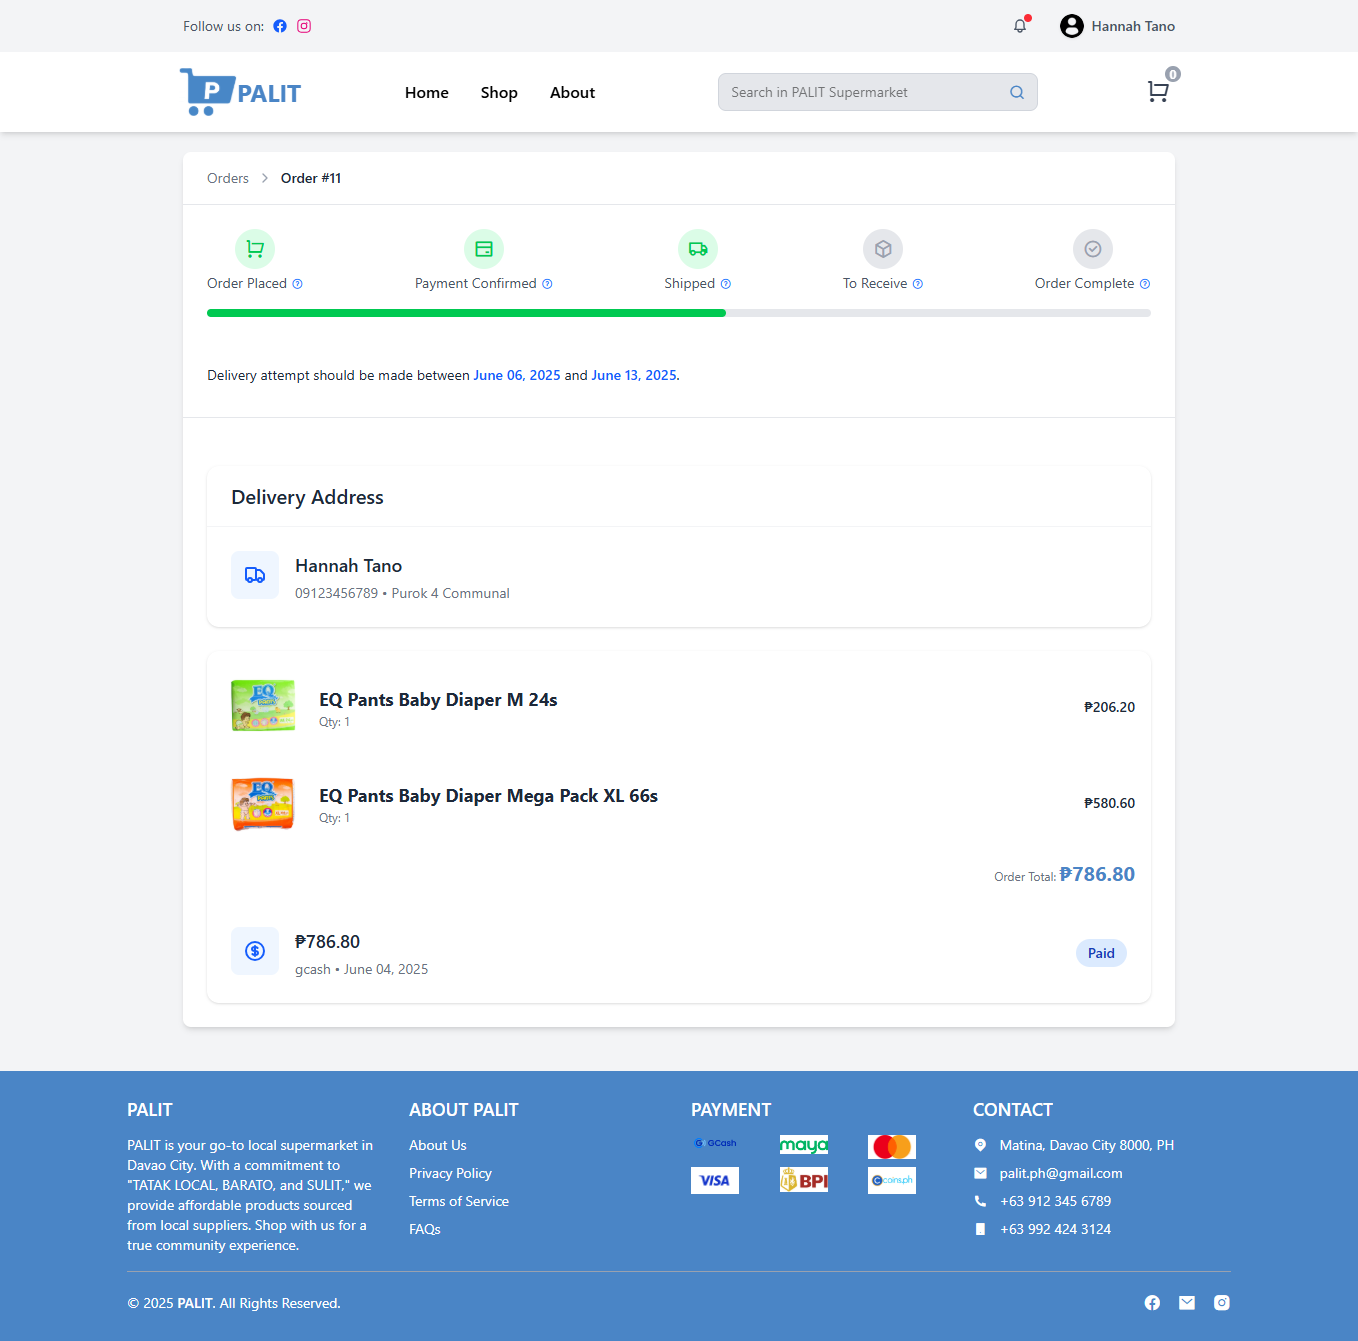 Follow us on:
Hannah Tano
P PALIT
Home Shop About
Search in PALIT Supermarket
0
Orders > Order #11
Order Placed
Payment Confirmed
Shipped
To Receive
Order Complete
Delivery attempt should be made between June 06, 2025 and June 13, 2025.
Delivery Address
Hannah Tano
09123456789 • Purok 4 Communal
EQ
PANTS
EQ Pants Baby Diaper M 24s
Qty: 1
₱206.20
EQ
PANTS
EQ Pants Baby Diaper Mega Pack XL 66s
Qty: 1
₱580.60
Order Total: ₱786.80
₱786.80
gcash • June 04, 2025
Paid
PALIT
PALIT is your go-to local supermarket in
Davao City. With a commitment to
"TATAK LOCAL, BARATO, and SULIT," we
provide affordable products sourced
from local suppliers. Shop with us for a
true community experience.
ABOUT PALIT
About Us
Privacy Policy
Terms of Service
FAQs
PAYMENT
GCash
maya
VISA
BPI
coins.ph
CONTACT
Matina, Davao City 8000, PH
palit.ph@gmail.com
+63 912 345 6789
+63 992 424 3124
© 2025 PALIT. All Rights Reserved.